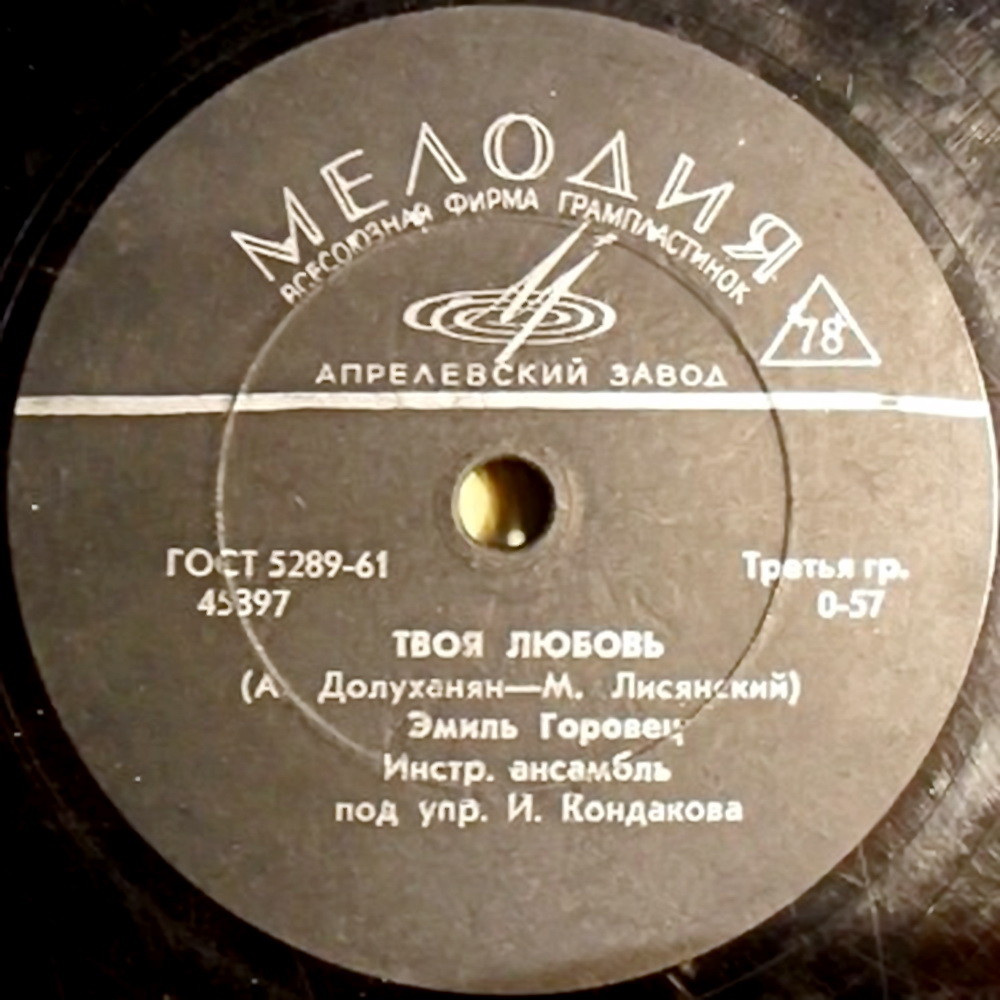 МЕЛОДИЯ
ВСЕСОЮЗНАЯ ФИРМА ГРАМПЛАСТИНОК
78
АПРЕЛЕВСКИЙ ЗАВОД
ГОСТ 5289-61
Третья гр.
45397
0-57
ТВОЯ ЛЮБОВЬ
(А. Долуханян—М. Лисянский)
Эмиль Горовец
Инстр. ансамбль
под упр. И. Кондакова